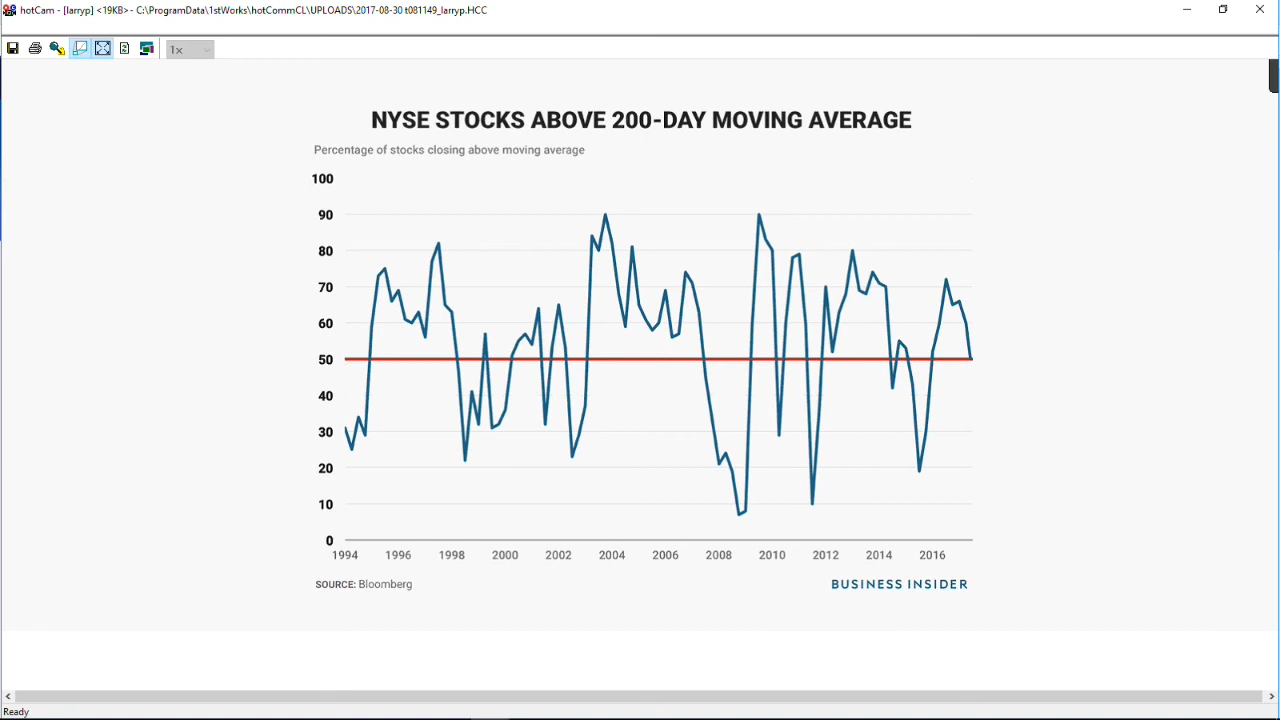 hotCam - [larryp] <19KB> - C:\ProgramData\1stWorks\hotCommCL\UPLOADS\2017-08-30 t081149_larryp.HCC
1x
NYSE STOCKS ABOVE 200-DAY MOVING AVERAGE
Percentage of stocks closing above moving average
100
90
80
70
60
50
40
30
20
10
0
1994 1996 1998 2000 2002 2004 2006 2008 2010 2012 2014 2016
SOURCE: Bloomberg BUSINESS INSIDER
Ready